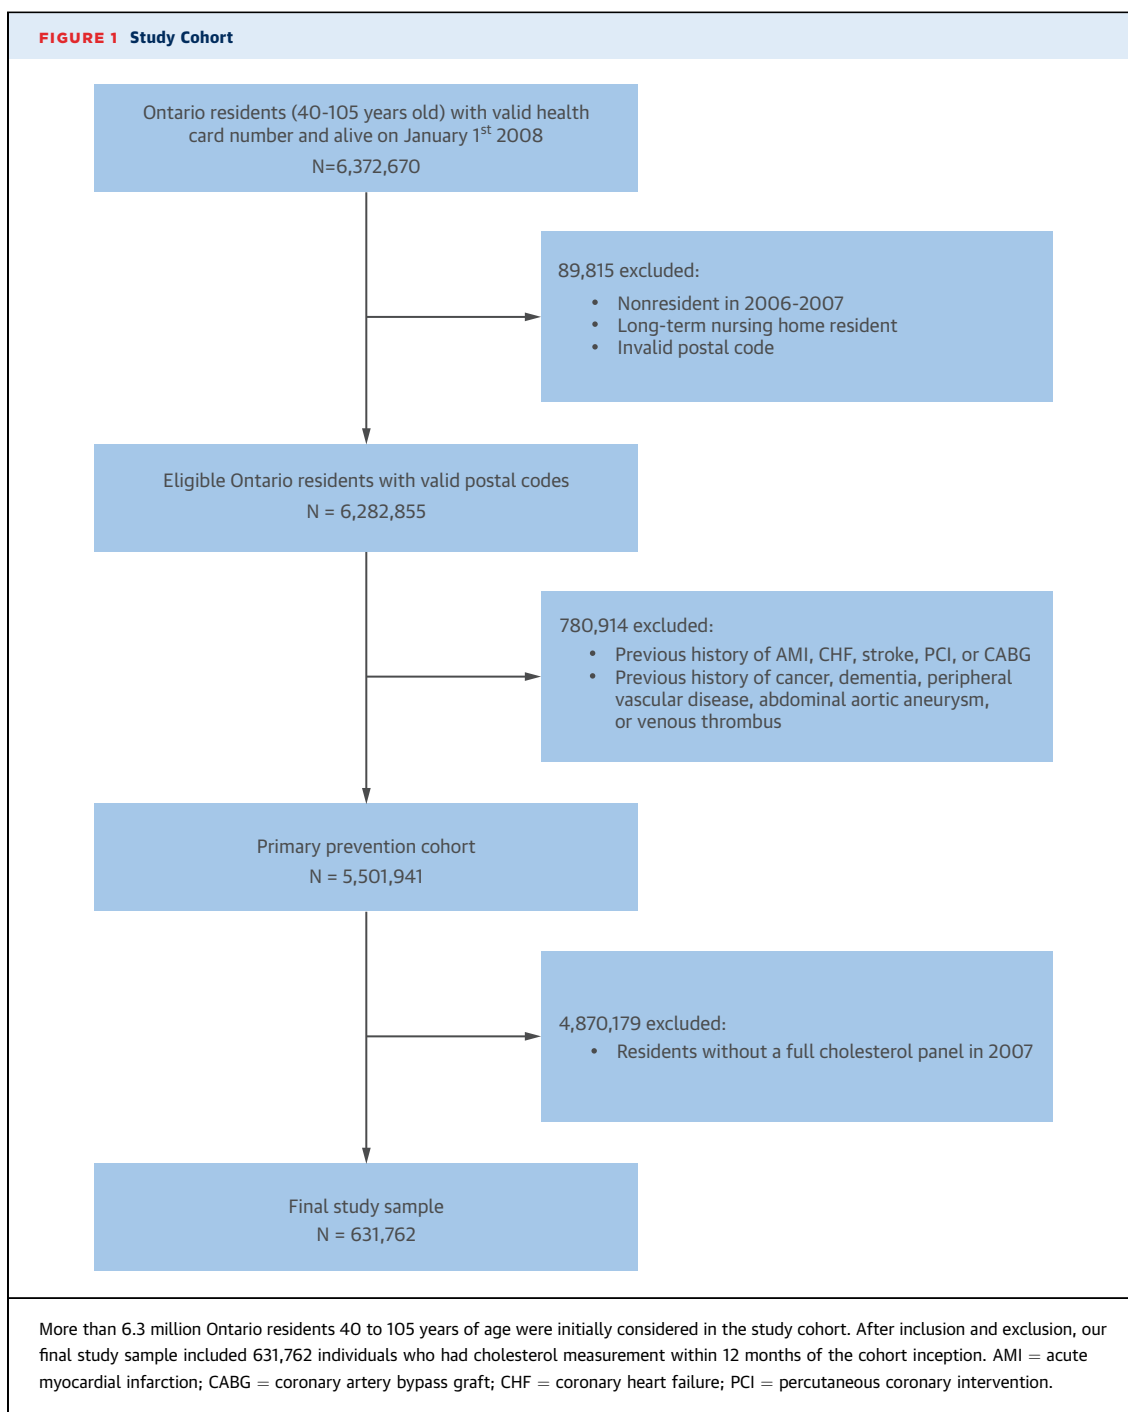 FIGURE 1 Study Cohort
Ontario residents (40-105 years old) with valid health
card number and alive on January 1st 2008
N=6,372,670
89,815 excluded:
• Nonresident in 2006-2007
• Long-term nursing home resident
• Invalid postal code
Eligible Ontario residents with valid postal codes
N = 6,282,855
780,914 excluded:
• Previous history of AMI, CHF, stroke, PCI, or CABG
• Previous history of cancer, dementia, peripheral
vascular disease, abdominal aortic aneurysm,
or venous thrombus
Primary prevention cohort
N = 5,501,941
4,870,179 excluded:
• Residents without a full cholesterol panel in 2007
Final study sample
N = 631,762
More than 6.3 million Ontario residents 40 to 105 years of age were initially considered in the study cohort. After inclusion and exclusion, our
final study sample included 631,762 individuals who had cholesterol measurement within 12 months of the cohort inception. AMI = acute
myocardial infarction; CABG = coronary artery bypass graft; CHF = coronary heart failure; PCI = percutaneous coronary intervention.